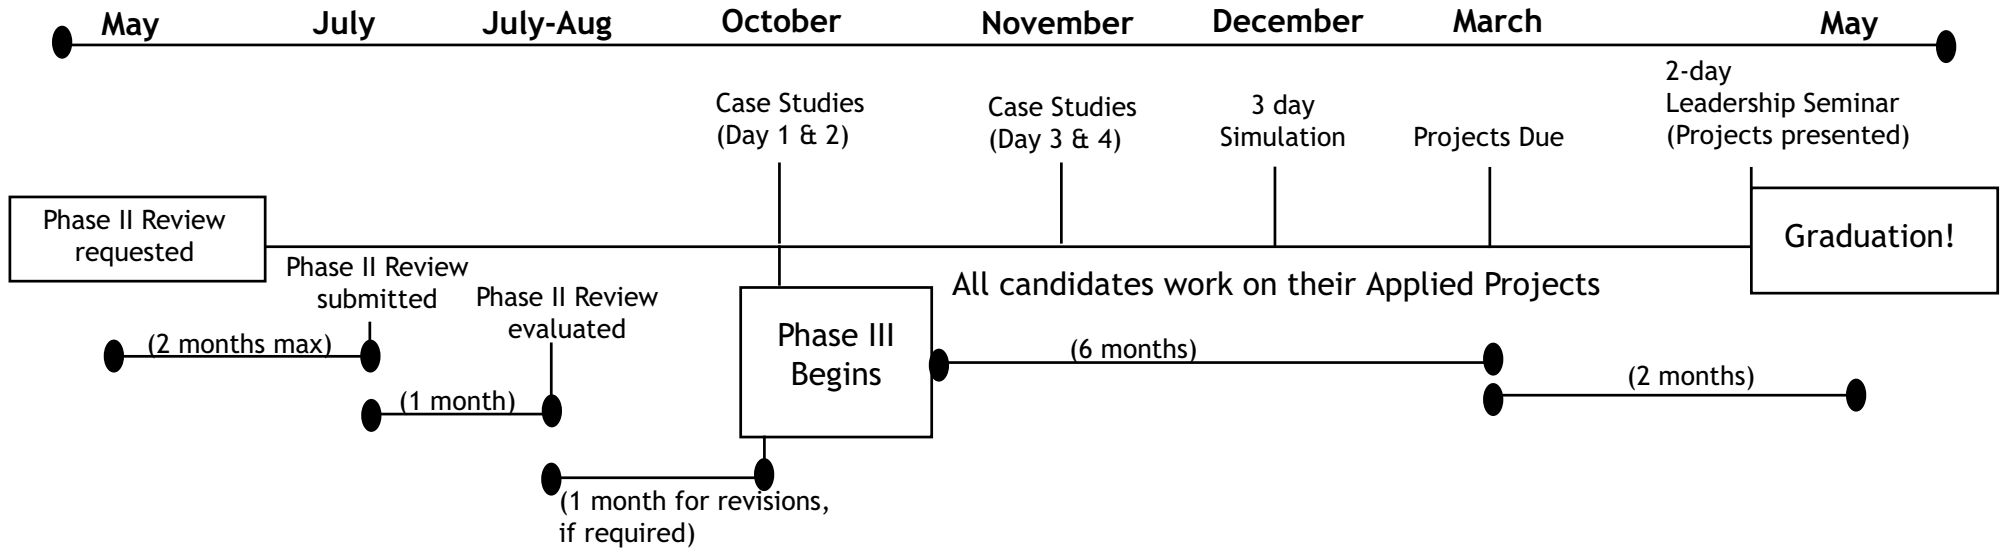 May
July
July-Aug
October
November
December
March
May
Case Studies
(Day 1 & 2)
Case Studies
(Day 3 & 4)
3 day
Simulation
Projects Due
2-day
Leadership Seminar
(Projects presented)
Phase II Review
requested
Graduation!
Phase II Review
submitted
Phase II Review
evaluated
All candidates work on their Applied Projects
Phase III
Begins
(2 months max)
(1 month)
(6 months)
(2 months)
(1 month for revisions,
if required)